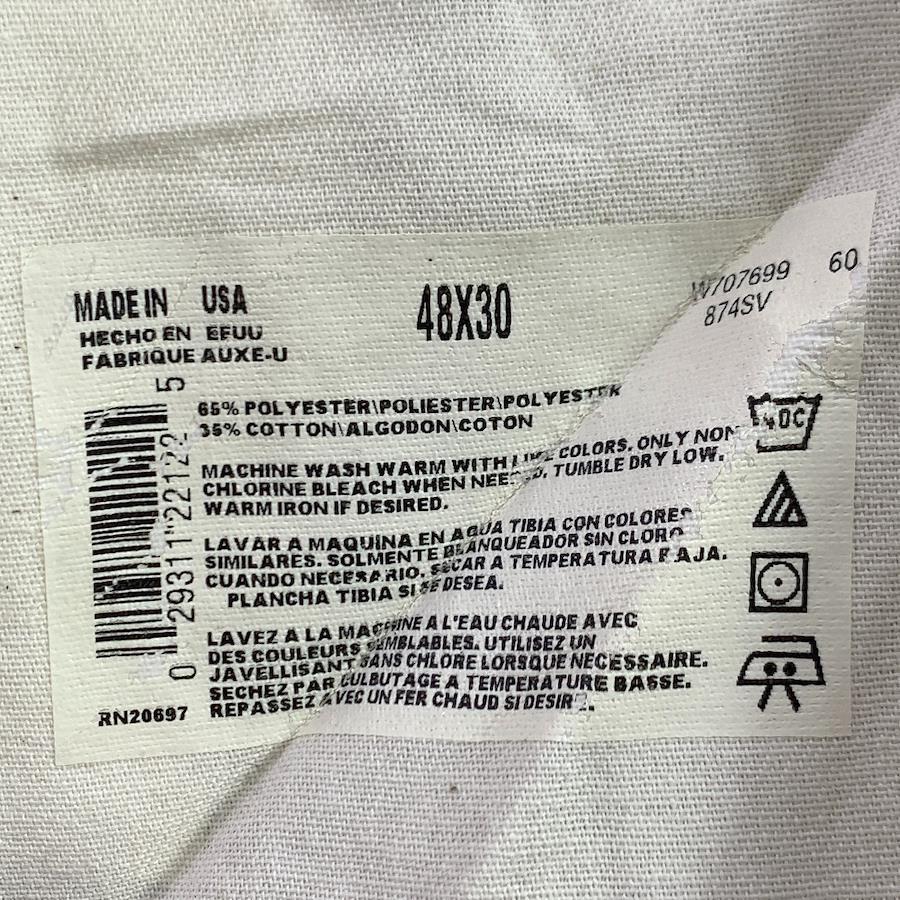 MADE IN USA
HECHO EN EEUU
FABRIQUE AUXE-U
48X30
W707699 60
874SV
65% POLYESTER\POLIESTER\POLYESTER
35% COTTON\ALGODON\COTON
MACHINE WASH WARM WITH LIKE COLORS. ONLY NON
CHLORINE BLEACH WHEN NEEDED. TUMBLE DRY LOW.
WARM IRON IF DESIRED.
LAVAR A MAQUINA EN AGUA TIBIA CON COLORES
SIMILARES. SOLMENTE BLANQUEADOR SIN CLORO
CUANDO NECESARIO. SECAR A TEMPERATURA BAJA.
PLANCHA TIBIA SI SE DESEA.
LAVEZ A LA MACHINE A L'EAU CHAUDE AVEC
DES COULEURS SEMBLABLES. UTILISEZ UN
JAVELLISANT SANS CHLORE LORSQUE NECESSAIRE.
SECHEZ PAR CULBUTAGE A TEMPERATURE BASSE.
REPASSEZ AVEC UN FER CHAUD SI DESIRE.
0 29311"22122 5
RN20697
40C